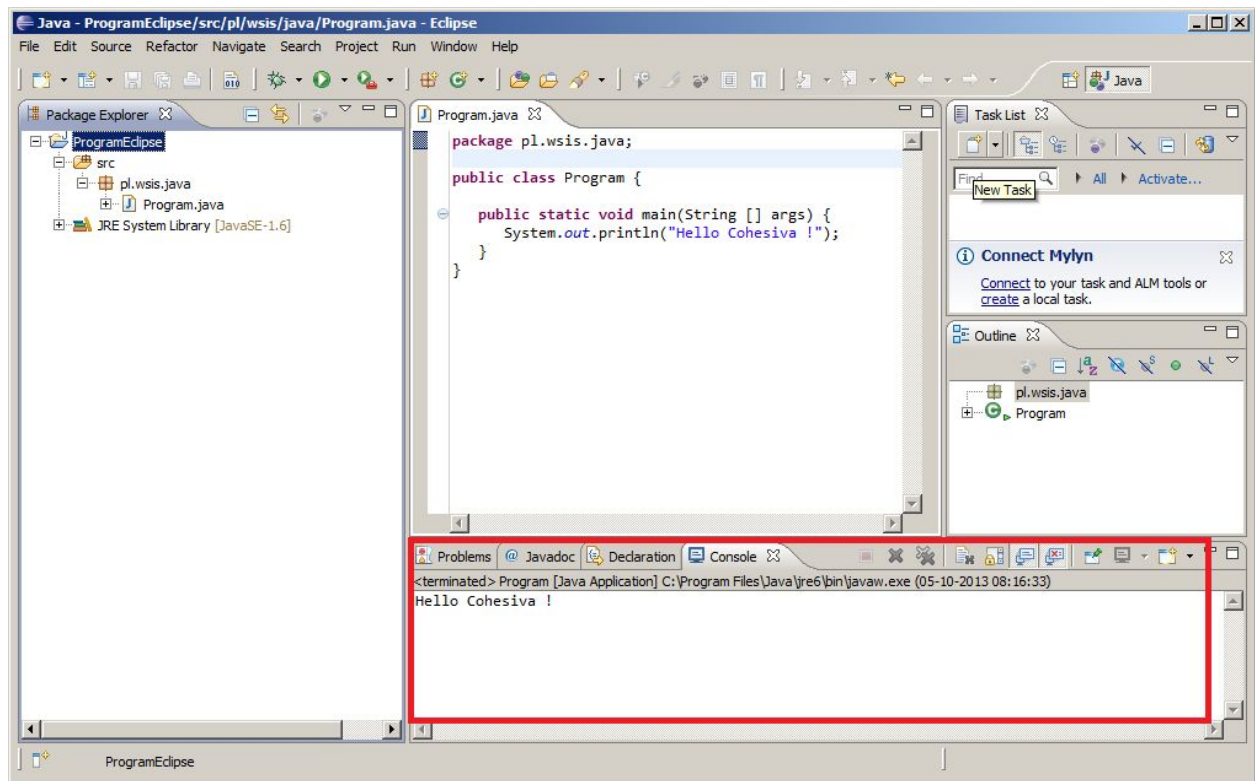 Java - ProgramEclipse/src/pl/wsis/java/Program.java - Eclipse
File Edit Source Refactor Navigate Search Project Run Window Help
Java
Package Explorer
ProgramEclipse
src
pl.wsis.java
Program.java
JRE System Library [JavaSE-1.6]
Program.java
package pl.wsis.java;
public class Program {
public static void main(String [] args) {
System.out.println("Hello Cohesiva !");
}
}
Task List
Find All Activate...
New Task
Connect Mylyn
Connect to your task and ALM tools or
create a local task.
Outline
pl.wsis.java
Program
Problems @ Javadoc Declaration Console
<terminated> Program [Java Application] C:\Program Files\Java\jre6\bin\javaw.exe (05-10-2013 08:16:33)
Hello Cohesiva !
ProgramEclipse